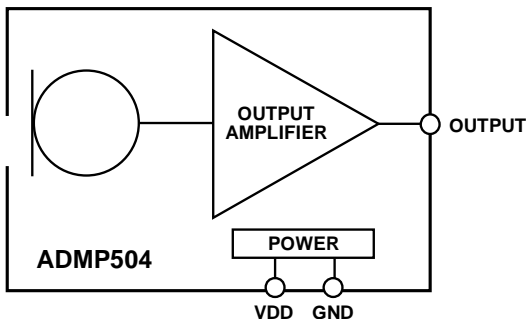 OUTPUT
AMPLIFIER
OUTPUT
POWER
ADMP504
VDD GND